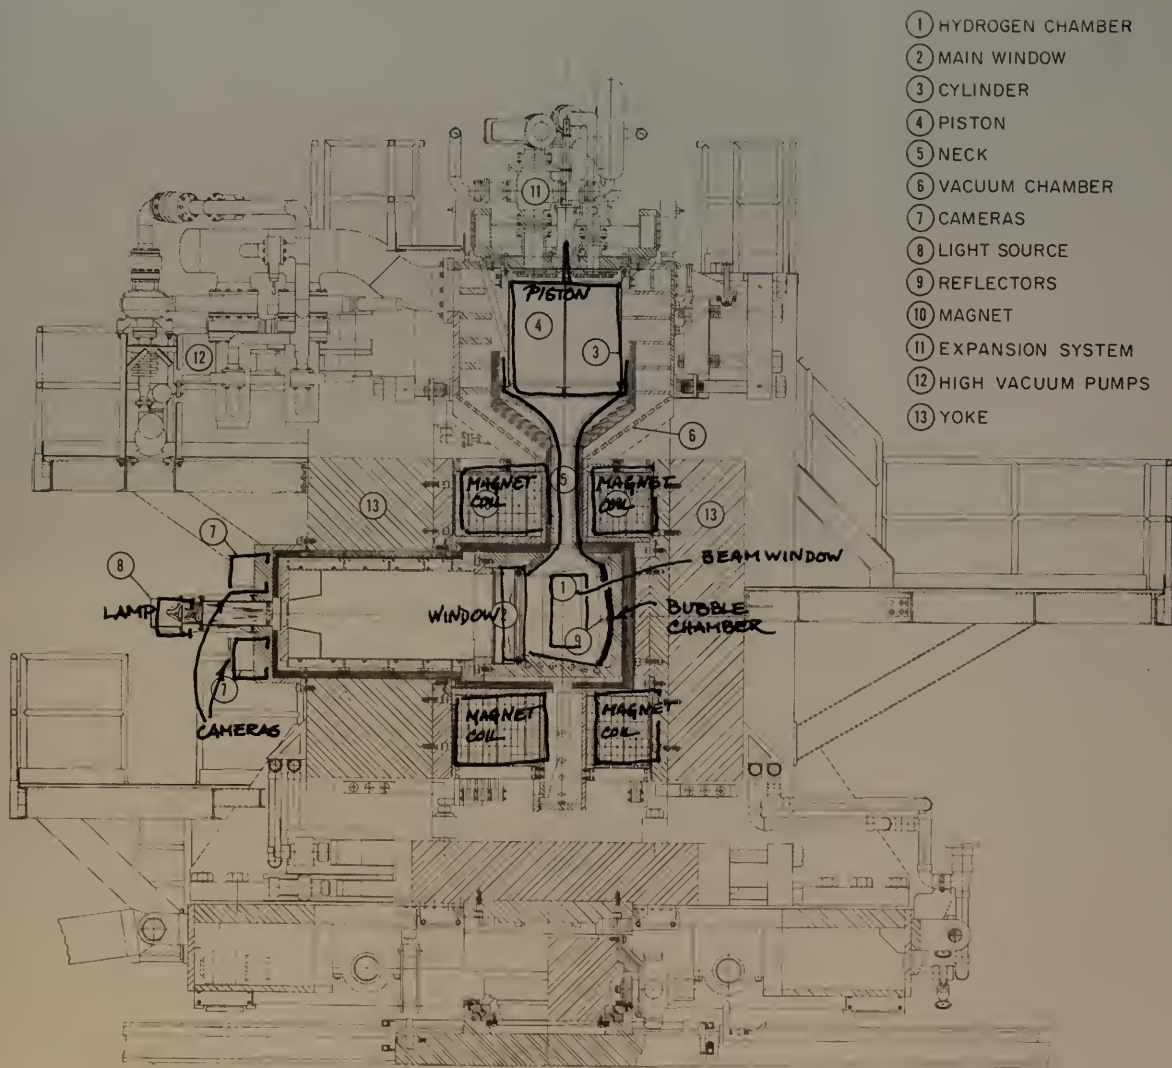 1 HYDROGEN CHAMBER
2 MAIN WINDOW
3 CYLINDER
4 PISTON
5 NECK
6 VACUUM CHAMBER
7 CAMERAS
8 LIGHT SOURCE
9 REFLECTORS
10 MAGNET
11 EXPANSION SYSTEM
12 HIGH VACUUM PUMPS
13 YOKE
11
PISTON
4
3
12
6
MAGNET
COIL
5
MAGNET
COIL
13
13
7
8
LAMP
WINDOW
2
1
BEAM WINDOW
BUBBLE
CHAMBER
9
7
CAMERAS
MAGNET
COIL
MAGNET
COIL